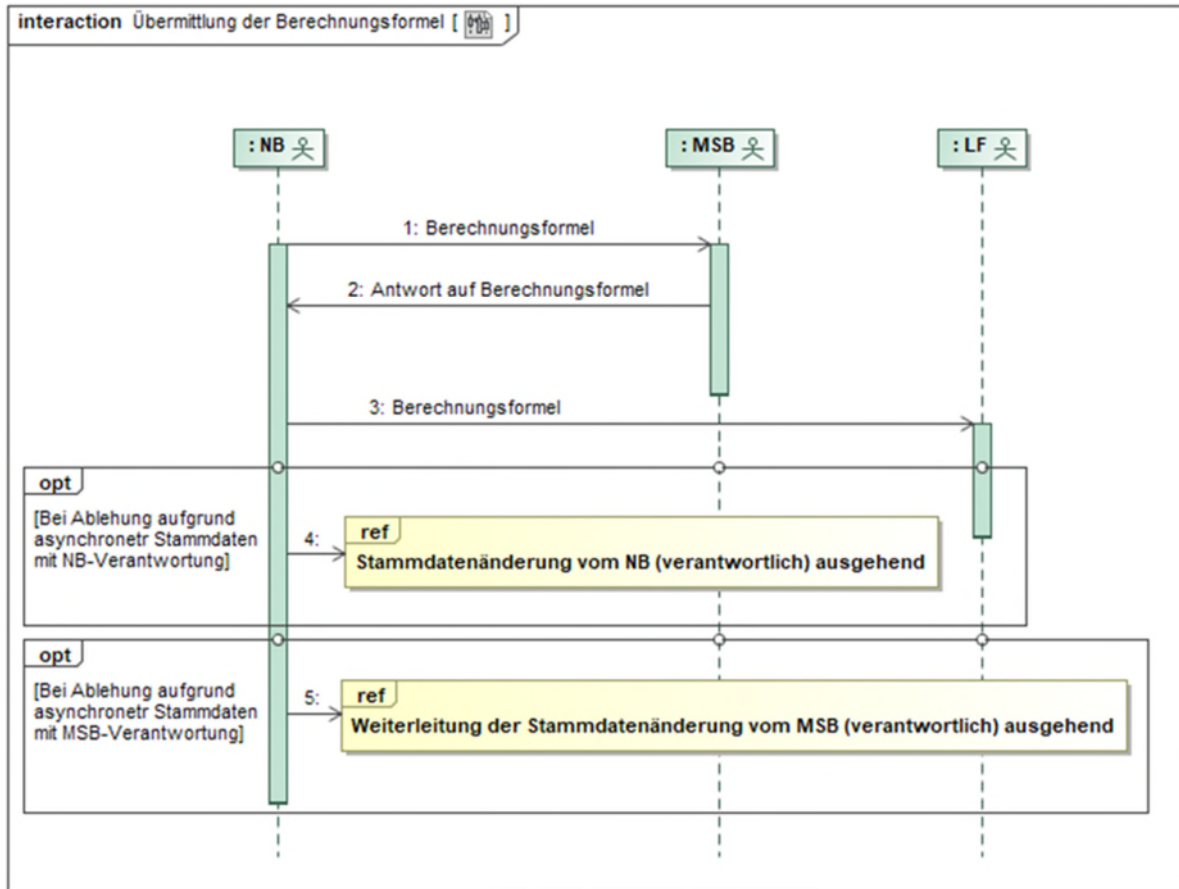 interaction Übermittlung der Berechnungsformel [ ]
: NB
: MSB
: LF
1: Berechnungsformel
2: Antwort auf Berechnungsformel
3: Berechnungsformel
opt
[Bei Ablehung aufgrund
asynchronetr Stammdaten
mit NB-Verantwortung]
4:
ref
Stammdatenänderung vom NB (verantwortlich) ausgehend
opt
[Bei Ablehung aufgrund
asynchronetr Stammdaten
mit MSB-Verantwortung]
5:
ref
Weiterleitung der Stammdatenänderung vom MSB (verantwortlich) ausgehend